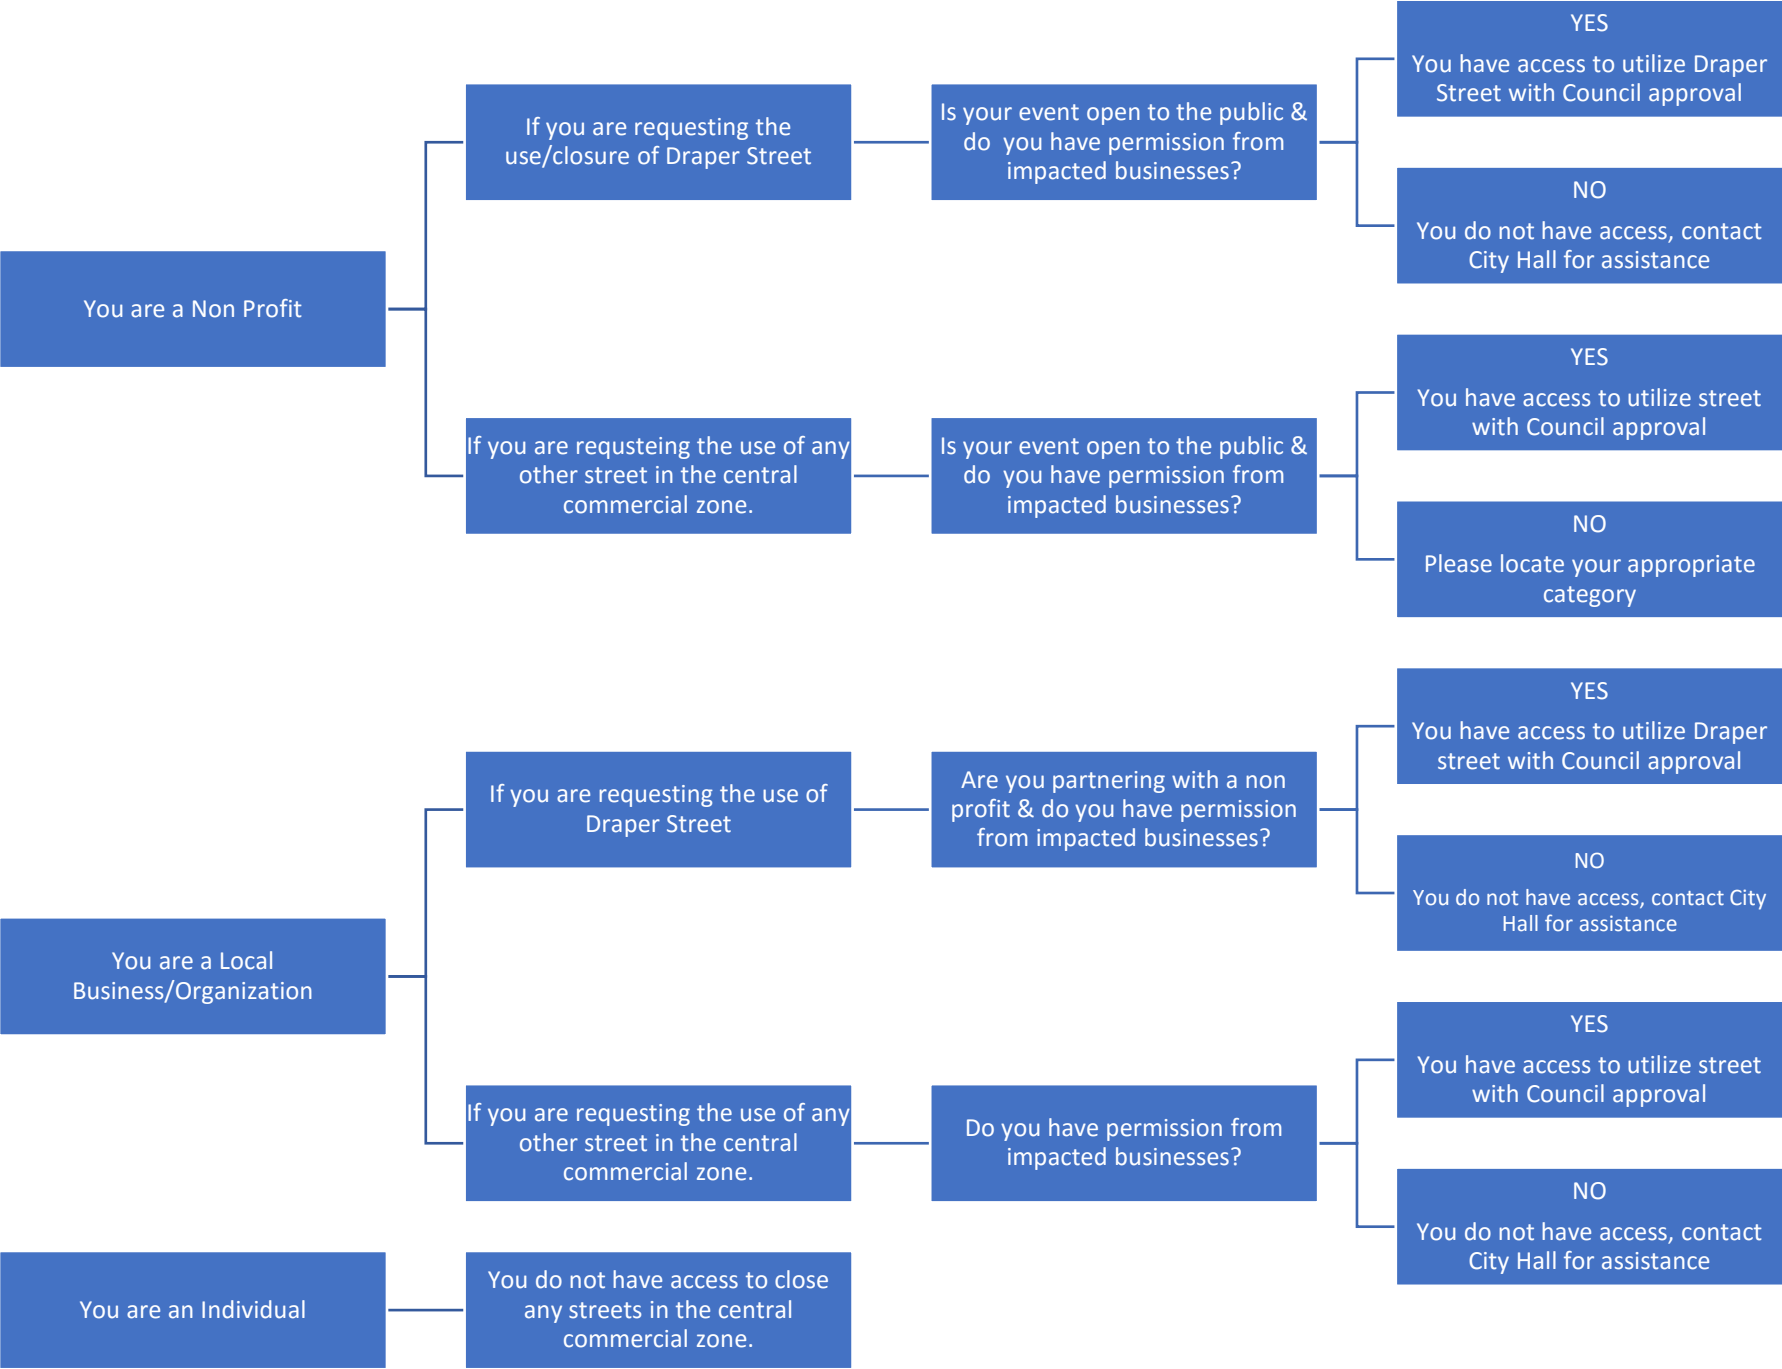 You are a Non Profit
If you are requesting the
use/closure of Draper Street
Is your event open to the public &
do  you have permission from
impacted businesses?
YES
You have access to utilize Draper
Street with Council approval
NO
You do not have access, contact
City Hall for assistance
If you are requsteing the use of any
other street in the central
commercial zone.
Is your event open to the public &
do  you have permission from
impacted businesses?
YES
You have access to utilize street
with Council approval
NO
Please locate your appropriate
category
You are a Local
Business/Organization
If you are requesting the use of
Draper Street
Are you partnering with a non
profit & do you have permission
from impacted businesses?
YES
You have access to utilize Draper
street with Council approval
NO
You do not have access, contact City
Hall for assistance
If you are requesting the use of any
other street in the central
commercial zone.
Do you have permission from
impacted businesses?
YES
You have access to utilize street
with Council approval
NO
You do not have access, contact
City Hall for assistance
You are an Individual
You do not have access to close
any streets in the central
commercial zone.